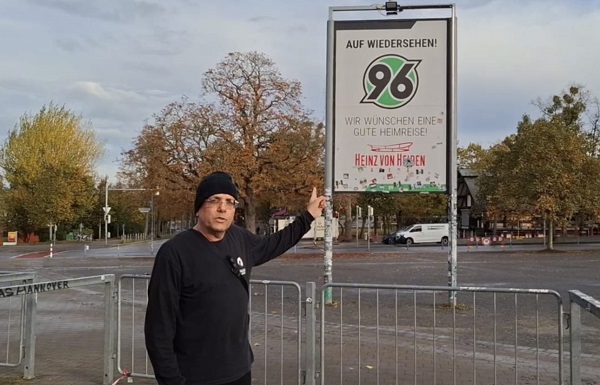 AUF WIEDERSEHEN!
96
WIR WÜNSCHEN EINE
GUTE HEIMREISE!
HEINZ VON HEIDEN
HANNOVER